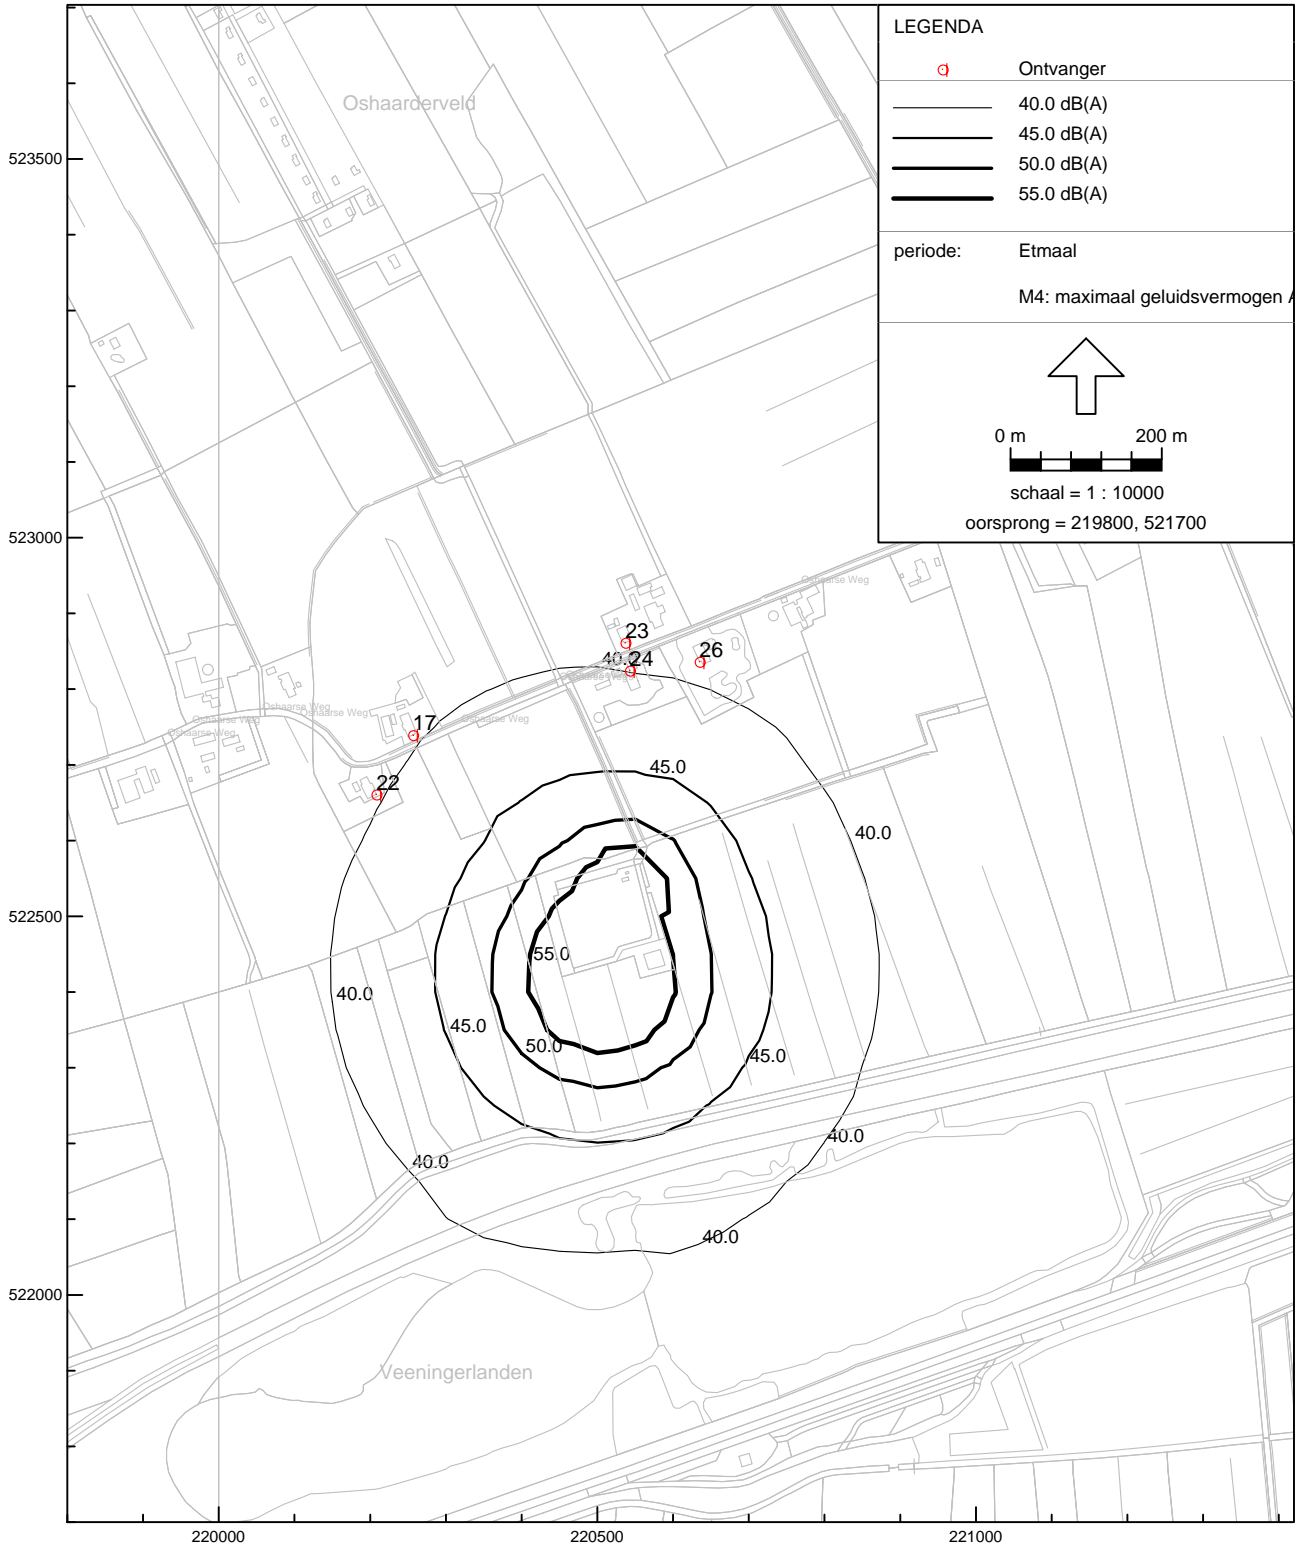 LEGENDA
Ontvanger
40.0 dB(A)
45.0 dB(A)
50.0 dB(A)
55.0 dB(A)
periode:
Etmaal
M4: maximaal geluidsvermogen
0 m
200 m
schaal = 1 : 10000
oorsprong = 219800, 521700
Oshaarderveld
523500
523000
Oshaarse Weg
23
40.0
24
26
Oshaarse Weg
17
Oshaarse Weg
Oshaarse Weg
Oshaarse Weg
Oshaarse Weg
Oshaarse Weg
22
45.0
40.0
522500
55.0
40.0
45.0
50.0
45.0
40.0
40.0
40.0
522000
Veeningerlanden
220000
220500
221000